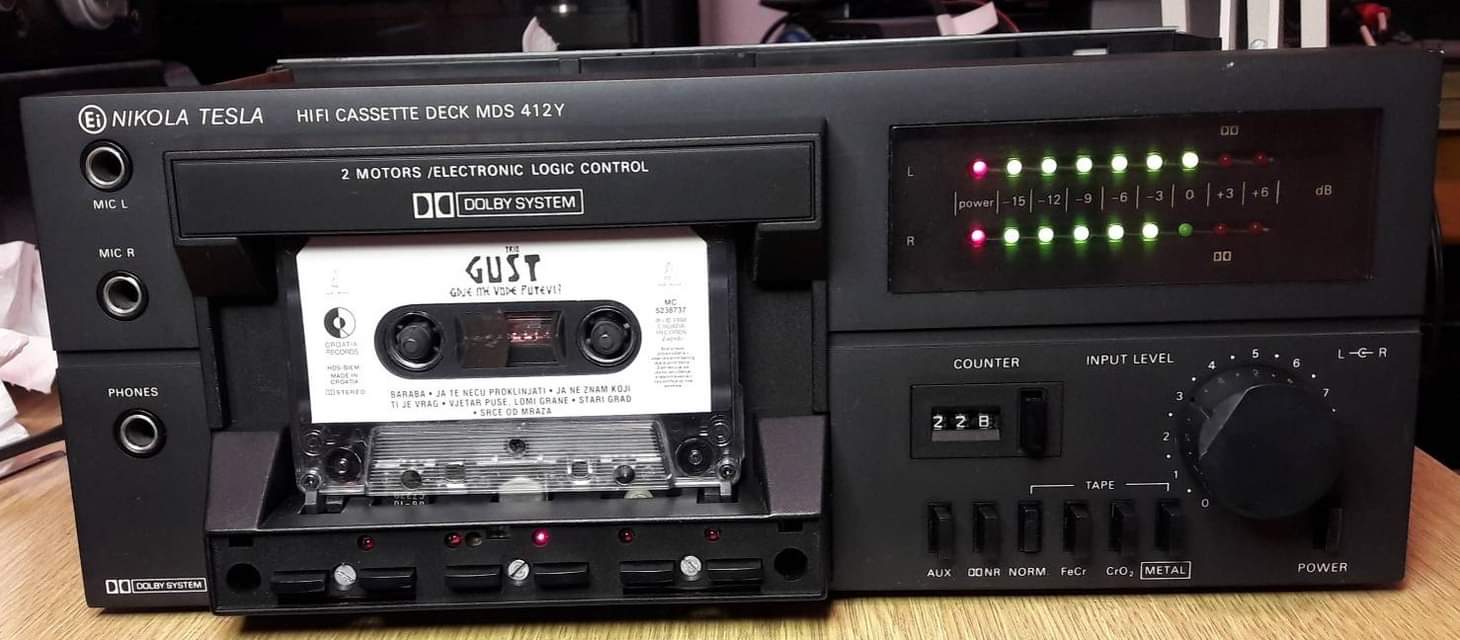 Ei NIKOLA TESLA HIFI CASSETTE DECK MDS 412Y
MIC L
MIC R
PHONES
DOLBY SYSTEM
2 MOTORS /ELECTRONIC LOGIC CONTROL
DOLBY SYSTEM
TRIO
GUST
GDJE ME VODE PUTEVI?
CROATIA
RECORDS
HDS-BIEM
MADE IN
CROATIA
STEREO
MC
5238737
BARABA • JA TE NEĆU PROKLINJATI • JA NE ZNAM KOJI
TI JE VRAG • VJETAR PUŠE, LOMI GRANE • STARI GRAD
• SRCE OD MRAZA
L
power -15 -12 -9 -6 -3 0 +3 +6 dB
R
COUNTER
228
INPUT LEVEL
L R
0 1 2 3 4 5 6 7
TAPE
AUX NR NORM. FeCr CrO₂ METAL
POWER